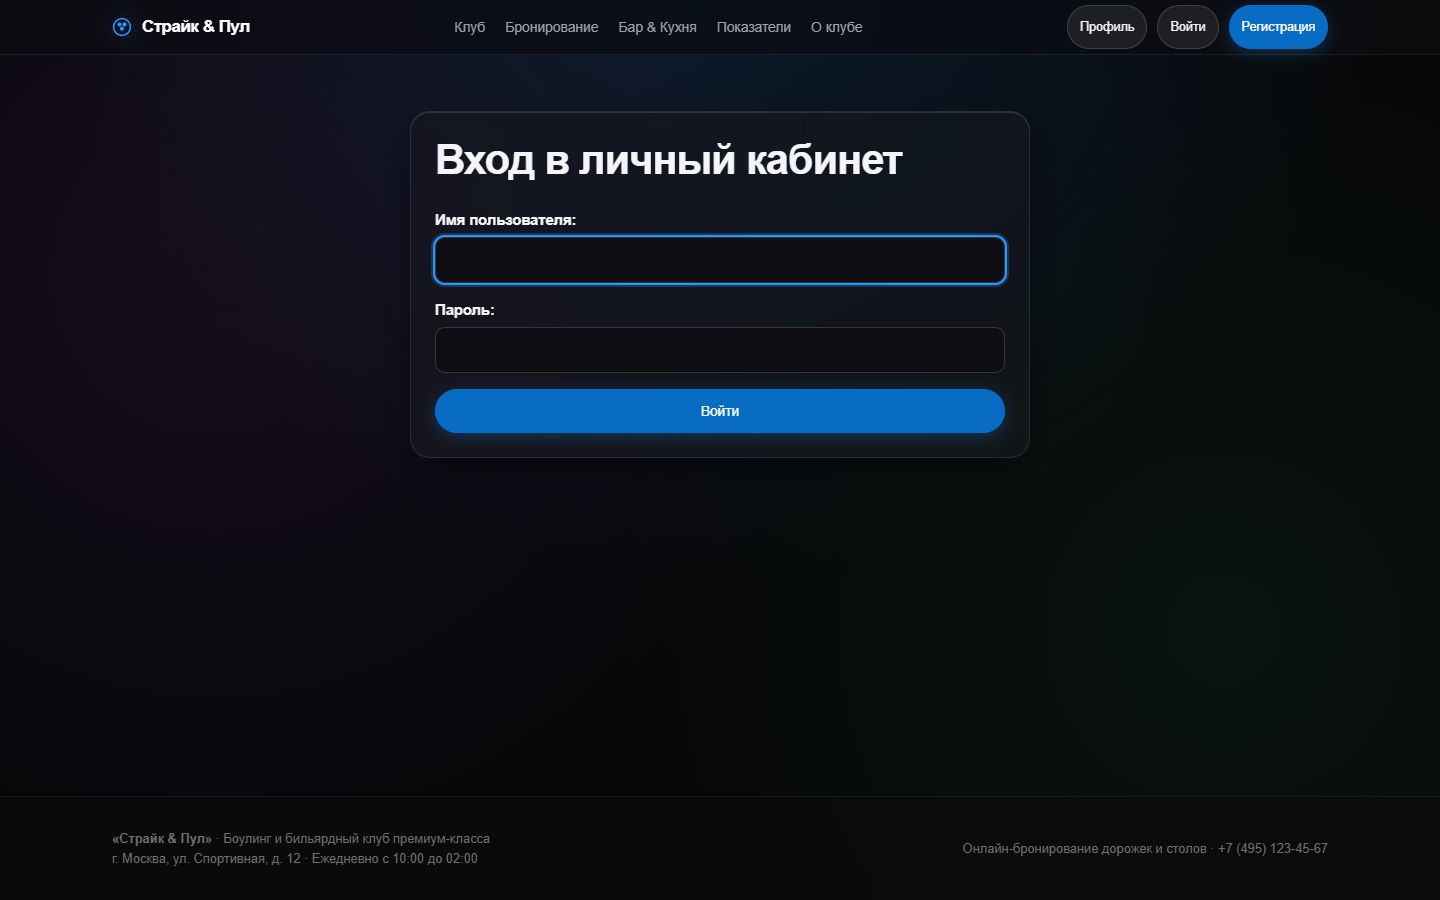 Страйк & Пул
Клуб Бронирование Бар & Кухня Показатели О клубе
Профиль Войти Регистрация
Вход в личный кабинет
Имя пользователя:
Пароль:
Войти
«Страйк & Пул» · Боулинг и бильярдный клуб премиум-класса
г. Москва, ул. Спортивная, д. 12 · Ежедневно с 10:00 до 02:00
Онлайн-бронирование дорожек и столов · +7 (495) 123-45-67